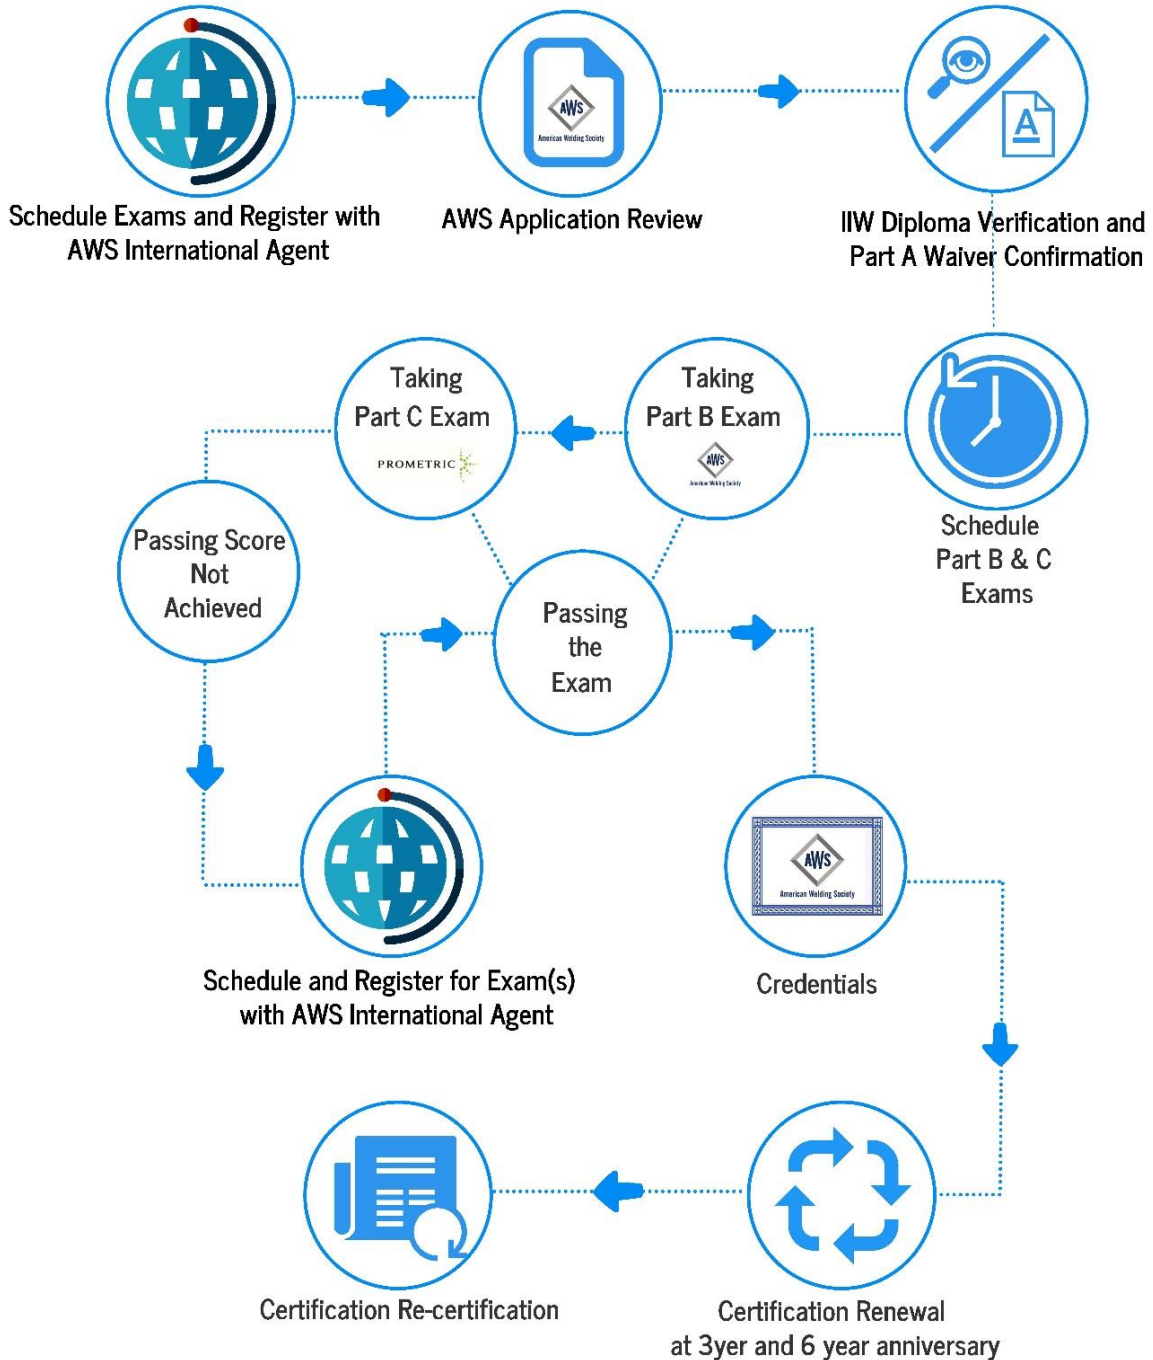 AWS
American Welding Society
A
Schedule Exams and Register with
AWS International Agent
AWS Application Review
IIW Diploma Verification and
Part A Waiver Confirmation
Taking
Part C Exam
PROMETRIC
Taking
Part B Exam
AWS
American Welding Society
Schedule
Part B & C
Exams
Passing Score
Not
Achieved
Passing
the
Exam
AWS
American Welding Society
Schedule and Register for Exam(s)
with AWS International Agent
Credentials
Certification Re-certification
Certification Renewal
at 3yer and 6 year anniversary